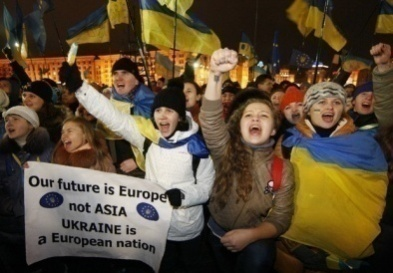 Our future is Europe
not ASIA
UKRAINE is
a European nation